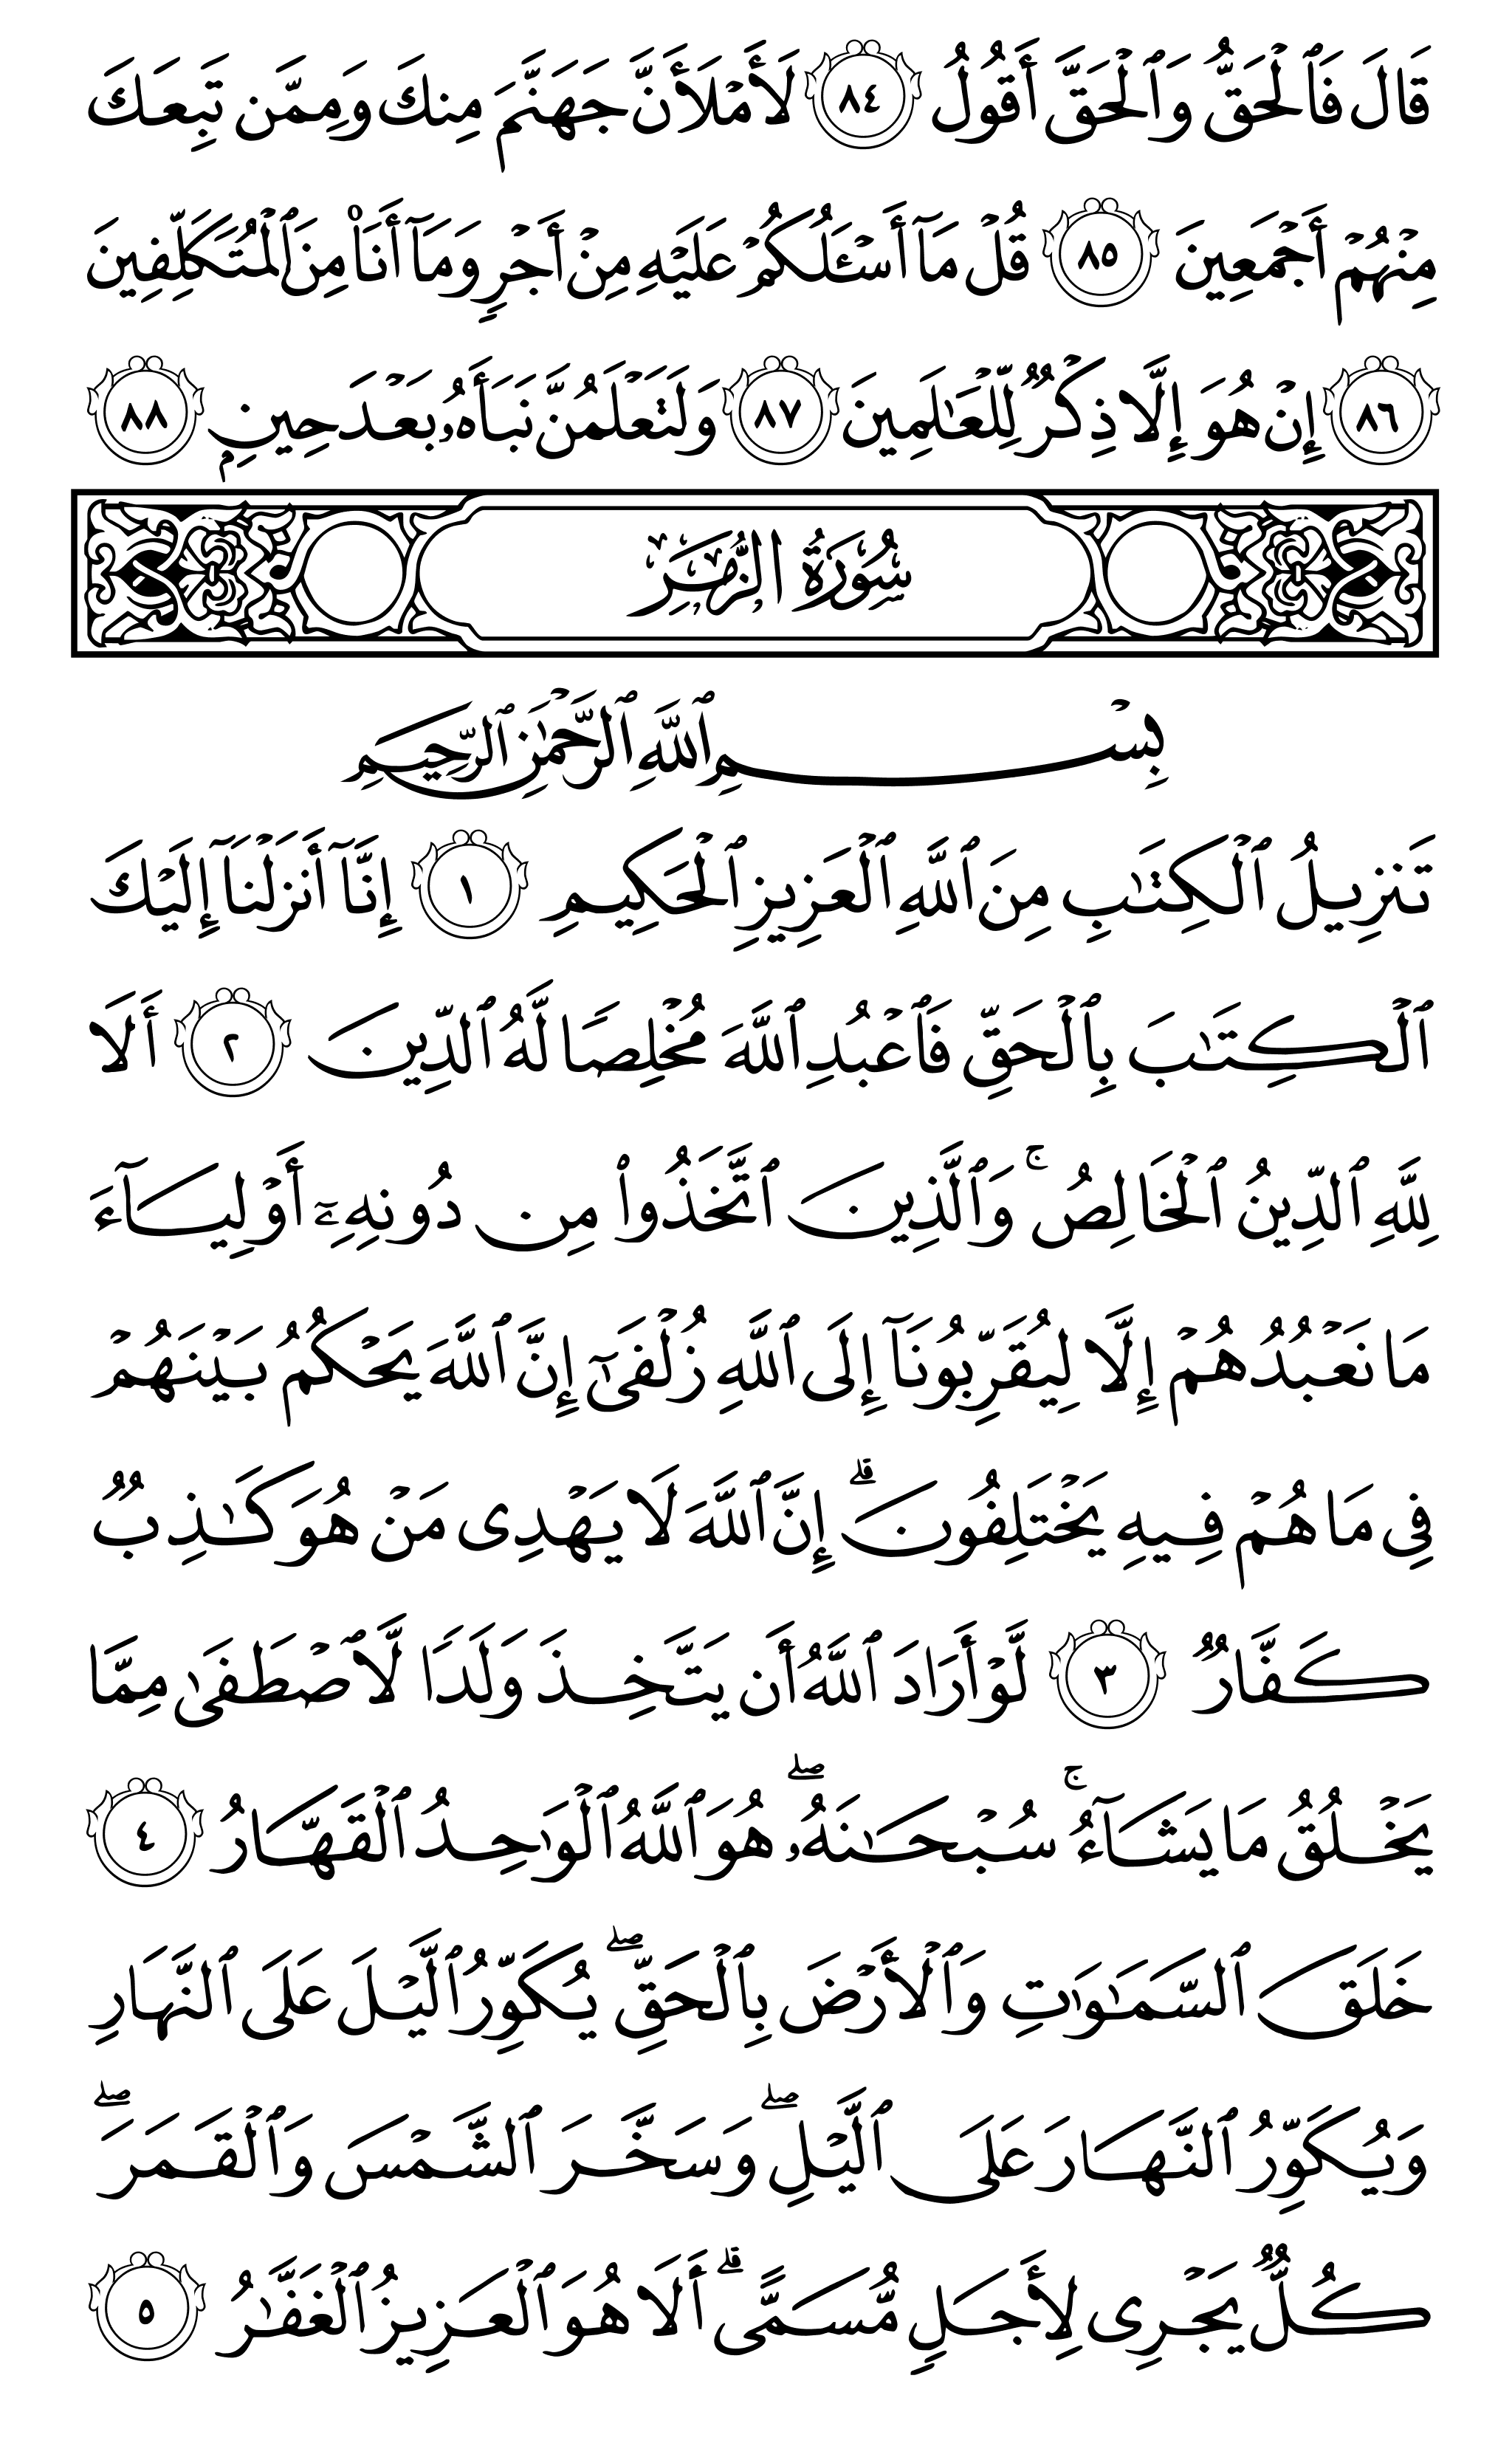 قَالَ فَٱلْحَقُّ وَٱلْحَقَّ أَقُولُ ٨٤ لَأَمْلَأَنَّ جَهَنَّمَ مِنكَ وَمِمَّن تَبِعَكَ
مِنْهُمْ أَجْمَعِينَ ٨٥ قُلْ مَآ أَسْـَٔلُكُمْ عَلَيْهِ مِنْ أَجْرٍ وَمَآ أَنَا۠ مِنَ ٱلْمُتَكَلِّفِينَ
٨٦ إِنْ هُوَ إِلَّا ذِكْرٌ لِّلْعَـٰلَمِينَ ٨٧ وَلَتَعْلَمُنَّ نَبَأَهُۥ بَعْدَ حِينِۭ ٨٨
سُورَةُ الزُّمَرِ
بِسْمِ ٱللَّهِ ٱلرَّحْمَـٰنِ ٱلرَّحِيمِ
تَنزِيلُ ٱلْكِتَـٰبِ مِنَ ٱللَّهِ ٱلْعَزِيزِ ٱلْحَكِيمِ ١ إِنَّآ أَنزَلْنَآ إِلَيْكَ
ٱلْكِتَـٰبَ بِٱلْحَقِّ فَٱعْبُدِ ٱللَّهَ مُخْلِصًا لَّهُ ٱلدِّينَ ٢ أَلَا
لِلَّهِ ٱلدِّينُ ٱلْخَالِصُ ۚ وَٱلَّذِينَ ٱتَّخَذُوا۟ مِن دُونِهِۦٓ أَوْلِيَآءَ
مَا نَعْبُدُهُمْ إِلَّا لِيُقَرِّبُونَآ إِلَى ٱللَّهِ زُلْفَىٰٓ إِنَّ ٱللَّهَ يَحْكُمُ بَيْنَهُمْ
فِى مَا هُمْ فِيهِ يَخْتَلِفُونَ ۗ إِنَّ ٱللَّهَ لَا يَهْدِى مَنْ هُوَ كَـٰذِبٌ
كَفَّارٌ ٣ لَّوْ أَرَادَ ٱللَّهُ أَن يَتَّخِذَ وَلَدًا لَّٱصْطَفَىٰ مِمَّا
يَخْلُقُ مَا يَشَآءُ ۚ سُبْحَـٰنَهُۥ ۖ هُوَ ٱللَّهُ ٱلْوَٰحِدُ ٱلْقَهَّارُ ٤
خَلَقَ ٱلسَّمَـٰوَٰتِ وَٱلْأَرْضَ بِٱلْحَقِّ ۖ يُكَوِّرُ ٱلَّيْلَ عَلَى ٱلنَّهَارِ
وَيُكَوِّرُ ٱلنَّهَارَ عَلَى ٱلَّيْلِ ۖ وَسَخَّرَ ٱلشَّمْسَ وَٱلْقَمَرَ ۖ
كُلٌّ يَجْرِى لِأَجَلٍ مُّسَمًّى ۗ أَلَا هُوَ ٱلْعَزِيزُ ٱلْغَفَّـٰرُ ٥